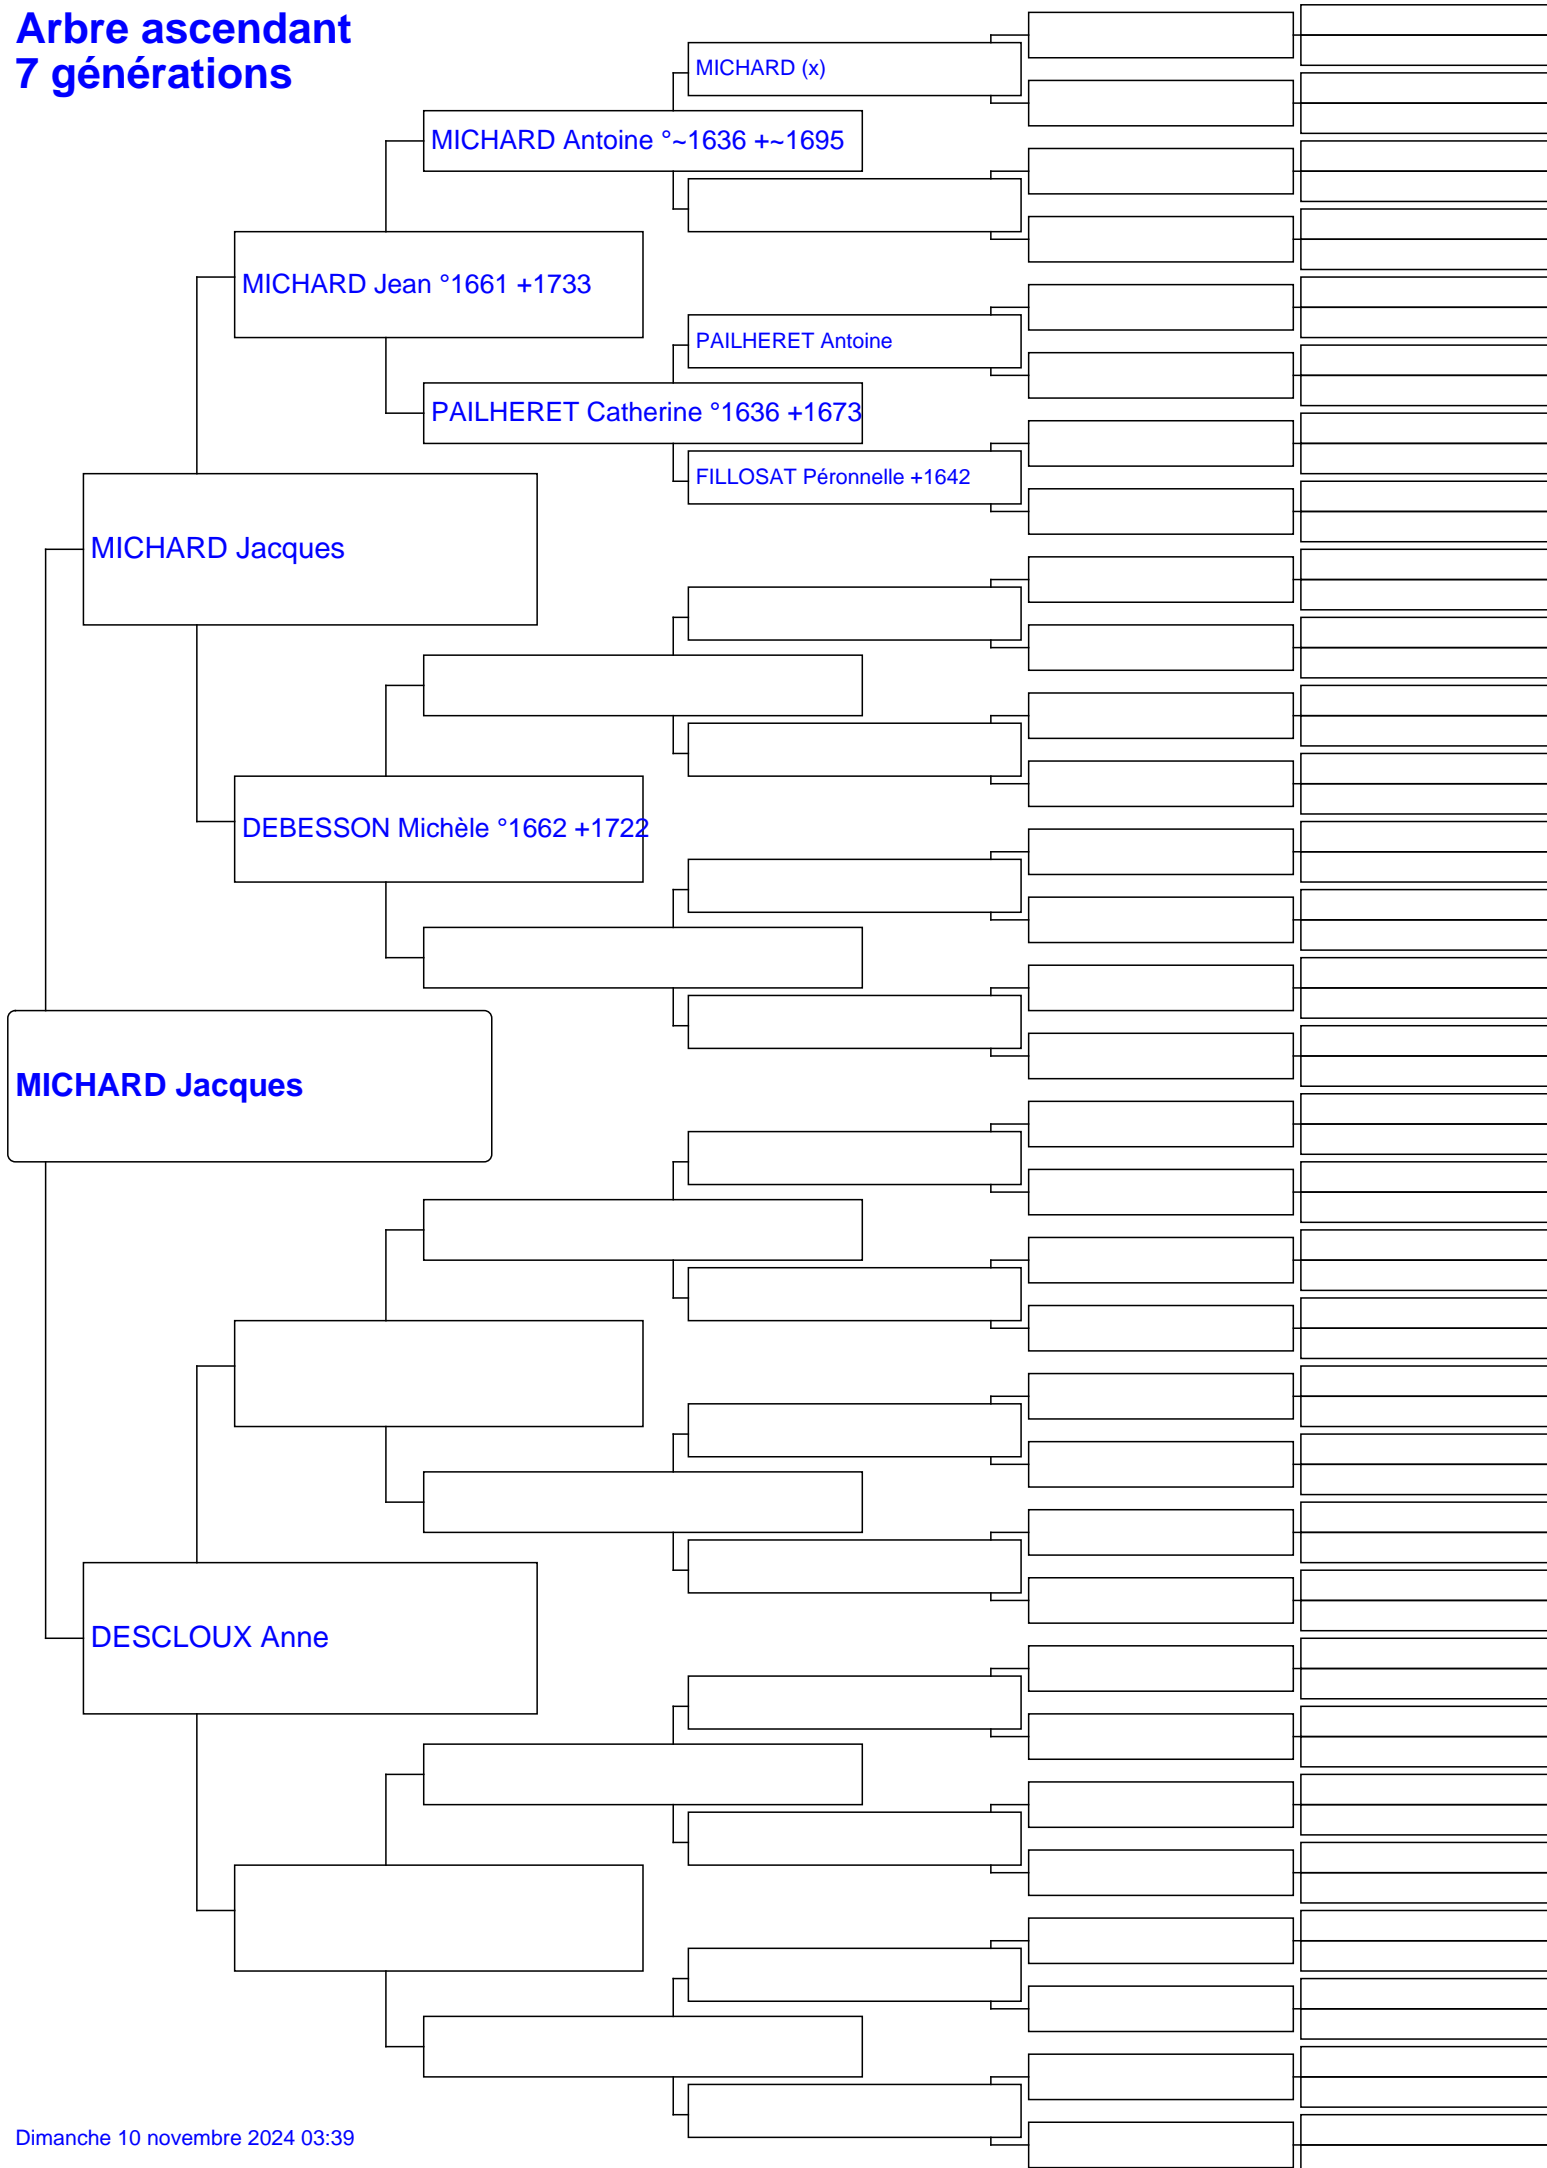 Arbre ascendant
7 générations
MICHARD (x)
MICHARD Antoine °~1636 +~1695
MICHARD Jean °1661 +1733
PAILHERET Antoine
PAILHERET Catherine °1636 +1673
FILLOSAT Péronnelle +1642
MICHARD Jacques
DEBESSON Michèle °1662 +1722
MICHARD Jacques
DESCLOUX Anne
Dimanche 10 novembre 2024 03:39